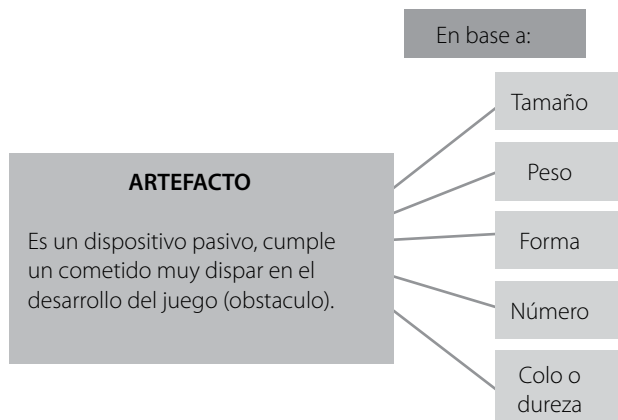 En base a:
Tamaño
Peso
Forma
Número
Colo o
dureza
ARTEFACTO
Es un dispositivo pasivo, cumple
un cometido muy dispar en el
desarrollo del juego (obstaculo).